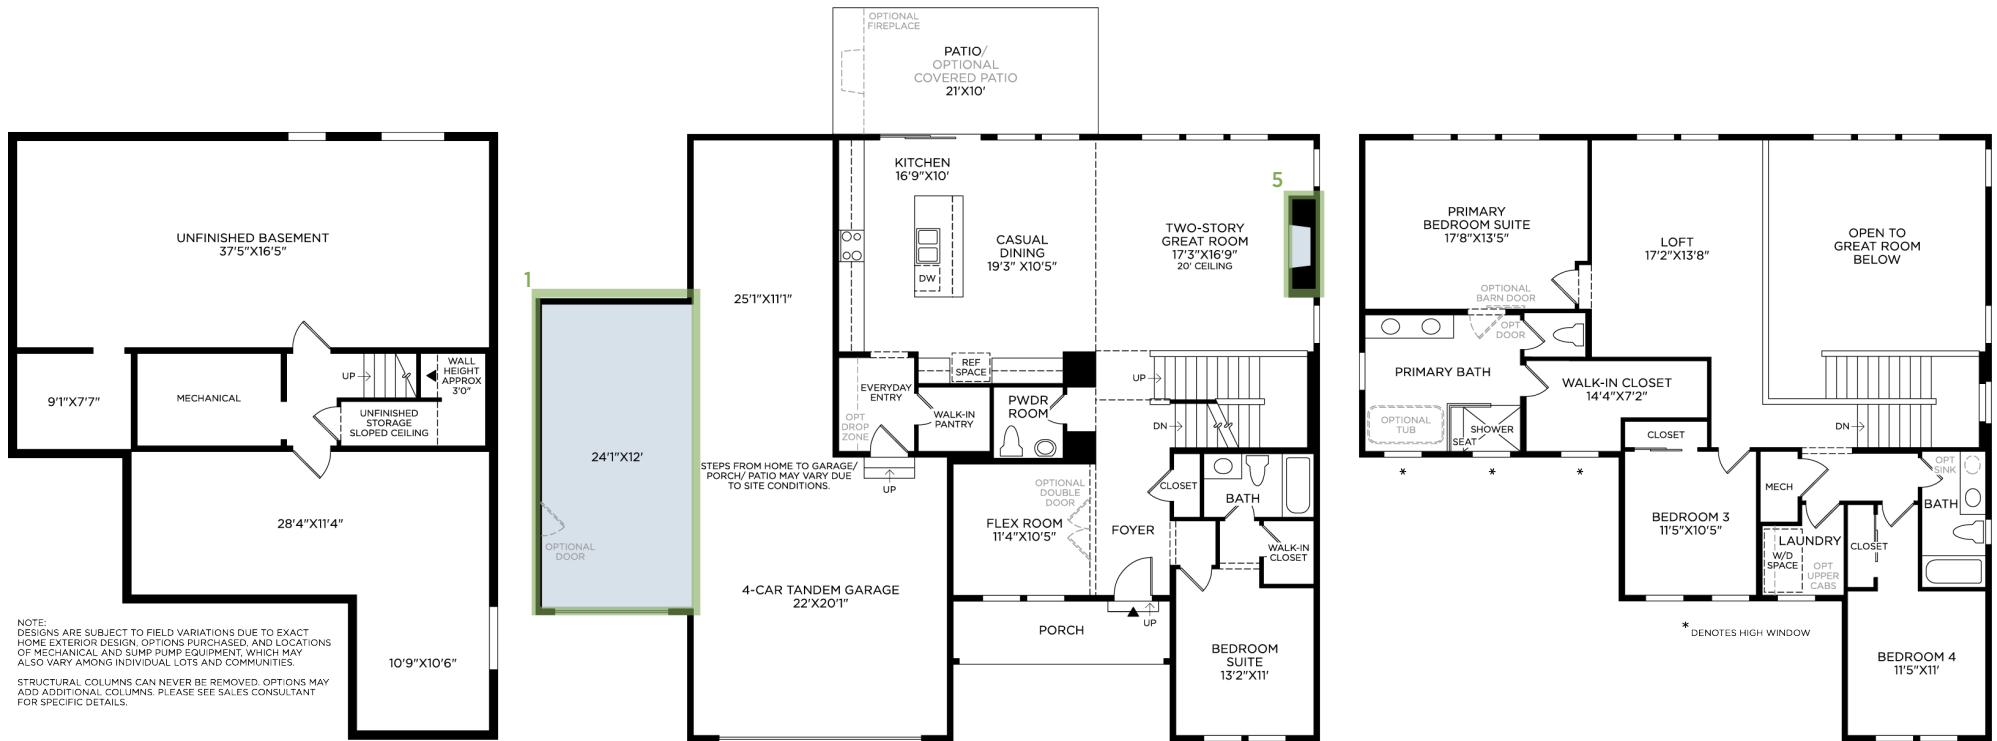 UNFINISHED BASEMENT
37'5"X16'5"
9'1"X7'7"
MECHANICAL
UP
WALL
HEIGHT
APPROX
3'0"
UNFINISHED
STORAGE
SLOPED CEILING
28'4"X11'4"
10'9"X10'6"
NOTE:
DESIGNS ARE SUBJECT TO FIELD VARIATIONS DUE TO EXACT
HOME EXTERIOR DESIGN, OPTIONS PURCHASED, AND LOCATIONS
OF MECHANICAL AND SUMP PUMP EQUIPMENT, WHICH MAY
ALSO VARY AMONG INDIVIDUAL LOTS AND COMMUNITIES.
STRUCTURAL COLUMNS CAN NEVER BE REMOVED. OPTIONS MAY
ADD ADDITIONAL COLUMNS. PLEASE SEE SALES CONSULTANT
FOR SPECIFIC DETAILS.
OPTIONAL
FIREPLACE
PATIO/
OPTIONAL
COVERED PATIO
21'X10'
KITCHEN
16'9"X10'
DW
CASUAL
DINING
19'3" X10'5"
TWO-STORY
GREAT ROOM
17'3"X16'9"
20' CEILING
5
1
25'1"X11'1"
24'1"X12'
OPTIONAL
DOOR
STEPS FROM HOME TO GARAGE/
PORCH/ PATIO MAY VARY DUE
TO SITE CONDITIONS.
4-CAR TANDEM GARAGE
22'X20'1"
EVERYDAY
ENTRY
OPT
DROP
ZONE
UP
REF
SPACE
WALK-IN
PANTRY
PWDR
ROOM
UP
DN
OPTIONAL
DOUBLE
DOOR
FLEX ROOM
11'4"X10'5"
FOYER
CLOSET
BATH
WALK-IN
CLOSET
UP
PORCH
BEDROOM
SUITE
13'2"X11'
PRIMARY
BEDROOM SUITE
17'8"X13'5"
LOFT
17'2"X13'8"
OPEN TO
GREAT ROOM
BELOW
OPTIONAL
BARN DOOR
OPT
DOOR
PRIMARY BATH
OPTIONAL
TUB
SEAT
SHOWER
WALK-IN CLOSET
14'4"X7'2"
CLOSET
DN
* * *
BEDROOM 3
11'5"X10'5"
MECH
LAUNDRY
W/D
SPACE
OPT
UPPER
CABS
CLOSET
OPT
SINK
BATH
* DENOTES HIGH WINDOW
BEDROOM 4
11'5"X11'